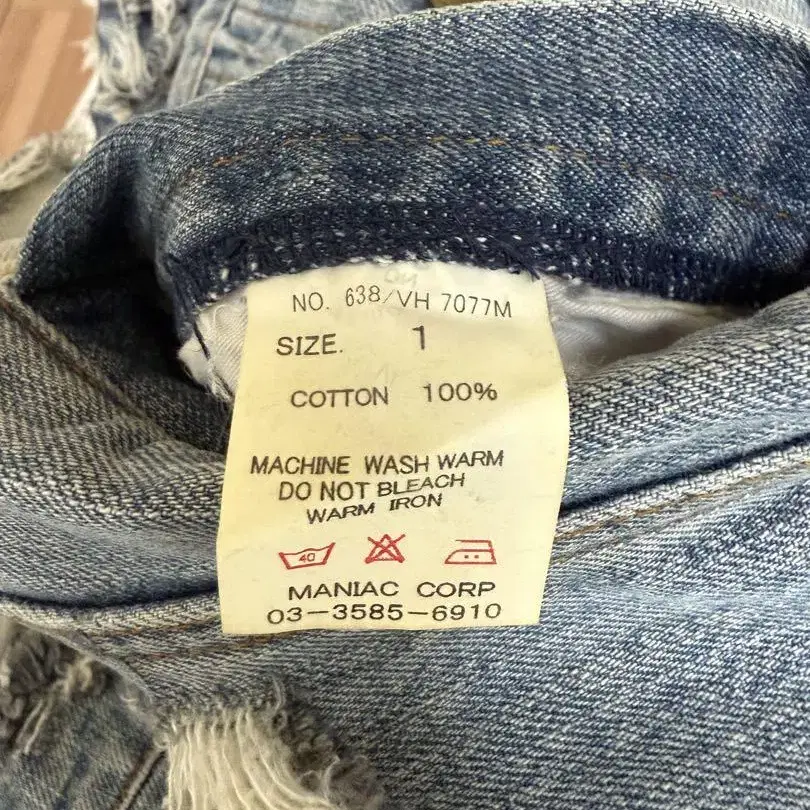 NO. 638/VH 7077M
SIZE. 1
COTTON 100%
MACHINE WASH WARM
DO NOT BLEACH
WARM IRON
40
MANIAC CORP
03-3585-6910